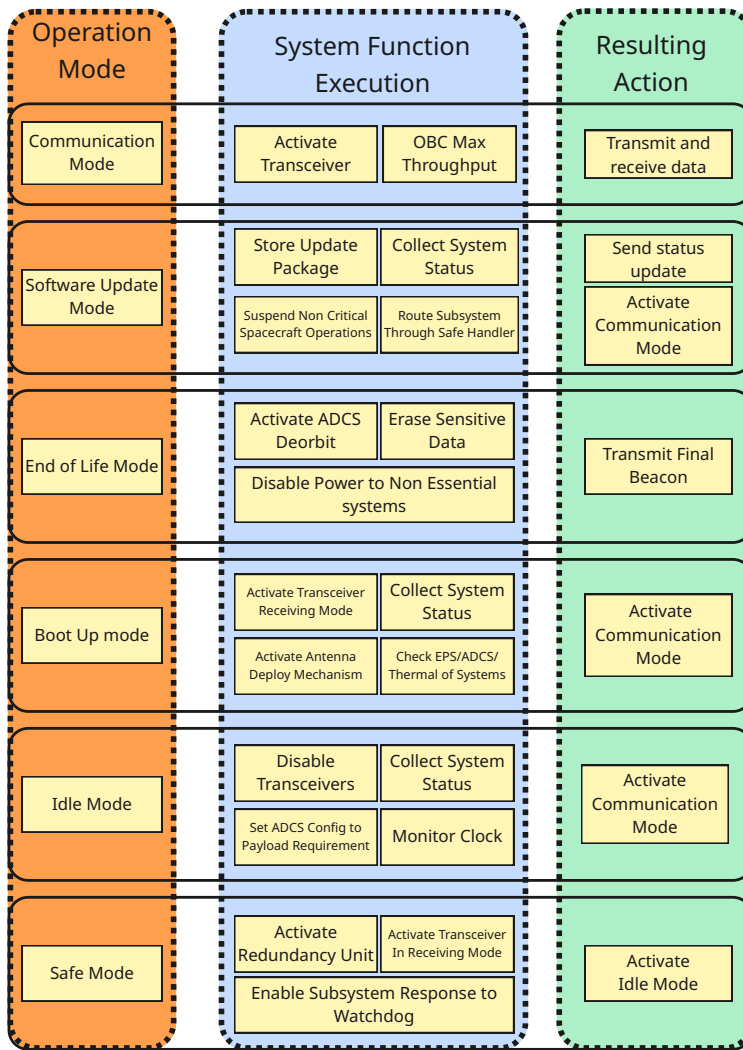 Operation
Mode
System Function
Execution
Resulting
Action
Communication
Mode
Activate
Transceiver
OBC Max
Throughput
Transmit and
receive data
Software Update
Mode
Store Update
Package
Collect System
Status
Suspend Non Critical
Spacecraft Operations
Route Subsystem
Through Safe Handler
Send status
update
Activate
Communication
Mode
End of Life Mode
Activate ADCS
Deorbit
Erase Sensitive
Data
Disable Power to Non Essential
systems
Transmit Final
Beacon
Boot Up mode
Activate Transceiver
Receiving Mode
Collect System
Status
Activate Antenna
Deploy Mechanism
Check EPS/ADCS/
Thermal of Systems
Activate
Communication
Mode
Idle Mode
Disable
Transceivers
Collect System
Status
Set ADCS Config to
Payload Requirement
Monitor Clock
Activate
Communication
Mode
Safe Mode
Activate
Redundancy Unit
Activate Transceiver
In Receiving Mode
Enable Subsystem Response to
Watchdog
Activate
Idle Mode